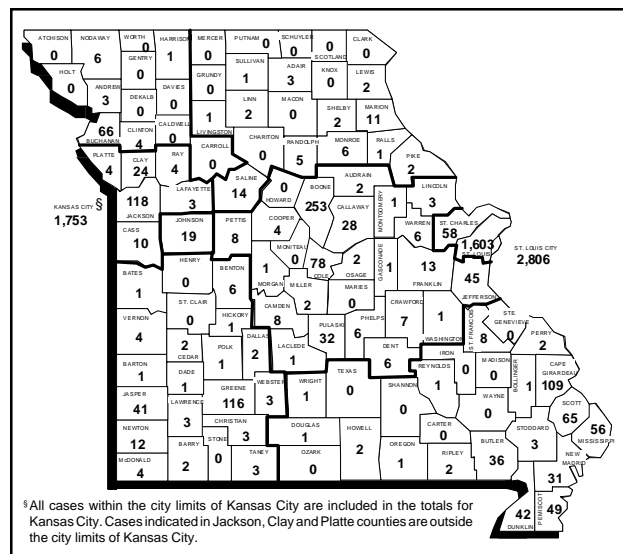 ATCHISON NODAWAY WORTH HARRISON MERCER PUTNAM SCHUYLER SCOTLAND CLARK
0 6 0 1 0 0 0 0 0
HOLT ANDREW GENTRY DEKALB DAVIES GRUNDY SULLIVAN ADAIR KNOX LEWIS
0 3 0 0 0 0 1 3 0 2
BUCHANAN CLINTON CALDWELL LIVINGSTON LINN MACON SHELBY MARION
66 4 0 1 2 0 2 11
PLATTE CLAY RAY CARROLL CHARITON RANDOLPH MONROE RALLS PIKE
4 24 4 0 0 5 6 1 2
KANSAS CITY §
1,753
JACKSON LAFAYETTE SALINE HOWARD BOONE AUDRAIN CALLAWAY MONTGOMERY LINCOLN
118 3 14 0 253 2 28 1 3
CASS JOHNSON PETTIS COOPER MONITAU COLE OSAGE GASCONADE WARREN ST. CHARLES
10 19 8 4 0 78 2 1 6 58
1,603
ST. LOUIS
ST. LOUIS CITY
2,806
BATES HENRY BENTON MORGAN MILLER MARIES FRANKLIN JEFFERSON
1 0 6 1 2 0 13 45
VERNON ST. CLAIR HICKORY CAMDEN PULASKI PHELPS CRAWFORD WASHINGTON ST. FRANCOIS STE. GENEVIEVE PERRY
4 0 1 8 32 6 7 1 8 0 2
BARTON CEDAR POLK DALLAS LACLEDE DENT IRON MADISON BOLLINGER CAPE GIRARDEAU
1 2 1 2 1 6 0 0 1 109
JASPER DADE GREENE WEBSTER WRIGHT TEXAS SHANNON REYNOLDS WAYNE SCOTT
41 1 116 3 1 0 0 1 0 65
NEWTON LAWRENCE CHRISTIAN DOUGLAS HOWELL CARTER BUTLER STODDARD MISSISSIPPI
12 3 3 1 2 0 36 3 56
McDONALD BARRY STONE TANEY OZARK OREGON RIPLEY NEW MADRID
4 2 0 3 0 1 2 31
DUNKLIN PEMISCOT
42 49
§ All cases within the city limits of Kansas City are included in the totals for
Kansas City. Cases indicated in Jackson, Clay and Platte counties are outside
the city limits of Kansas City.